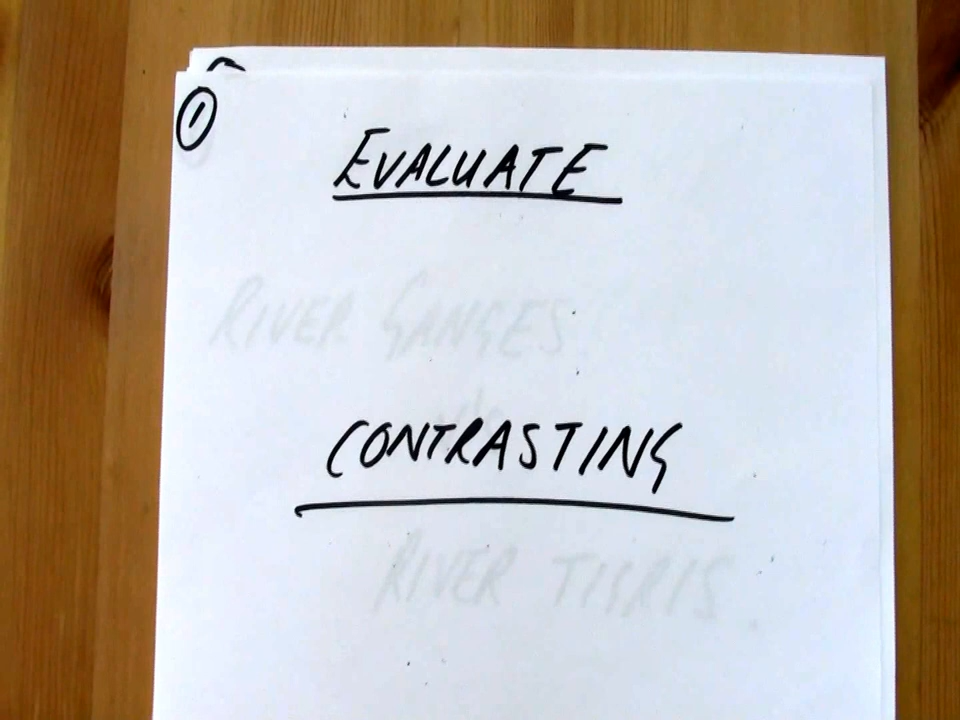 1
EVALUATE
RIVER GANGES
CONTRASTING
RIVER TIGRIS